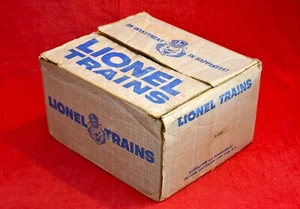 AN INVESTMENT IN HAPPINESS!
LIONEL
TRAINS
LIONEL TRAINS
LIONEL TRAINS